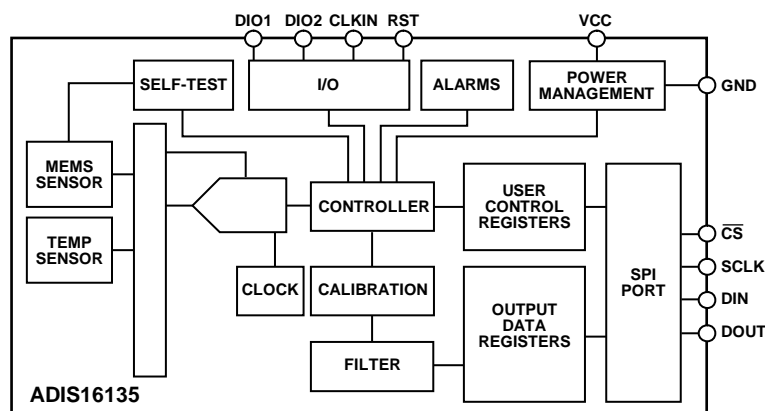 DIO1 DIO2 CLKIN RST VCC
SELF-TEST
I/O
ALARMS
POWER
MANAGEMENT
GND
MEMS
SENSOR
CONTROLLER
USER
CONTROL
REGISTERS
TEMP
SENSOR
CS
SCLK
DIN
DOUT
SPI
PORT
CLOCK
CALIBRATION
OUTPUT
DATA
REGISTERS
FILTER
ADIS16135